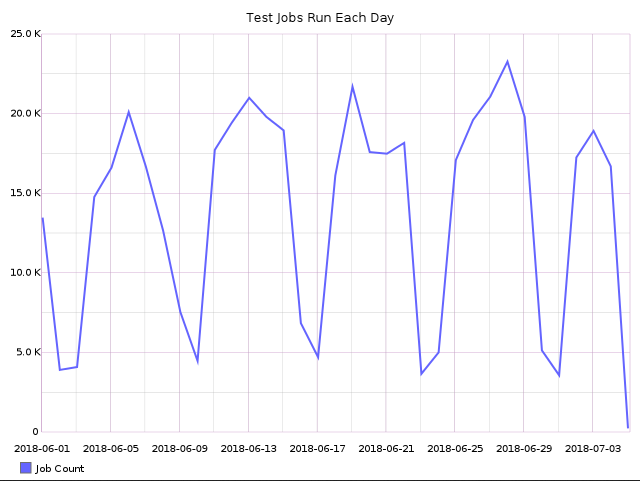 Test Jobs Run Each Day
25.0 K
20.0 K
15.0 K
10.0 K
5.0 K
0
2018-06-01 2018-06-05 2018-06-09 2018-06-13 2018-06-17 2018-06-21 2018-06-25 2018-06-29 2018-07-03
Job Count